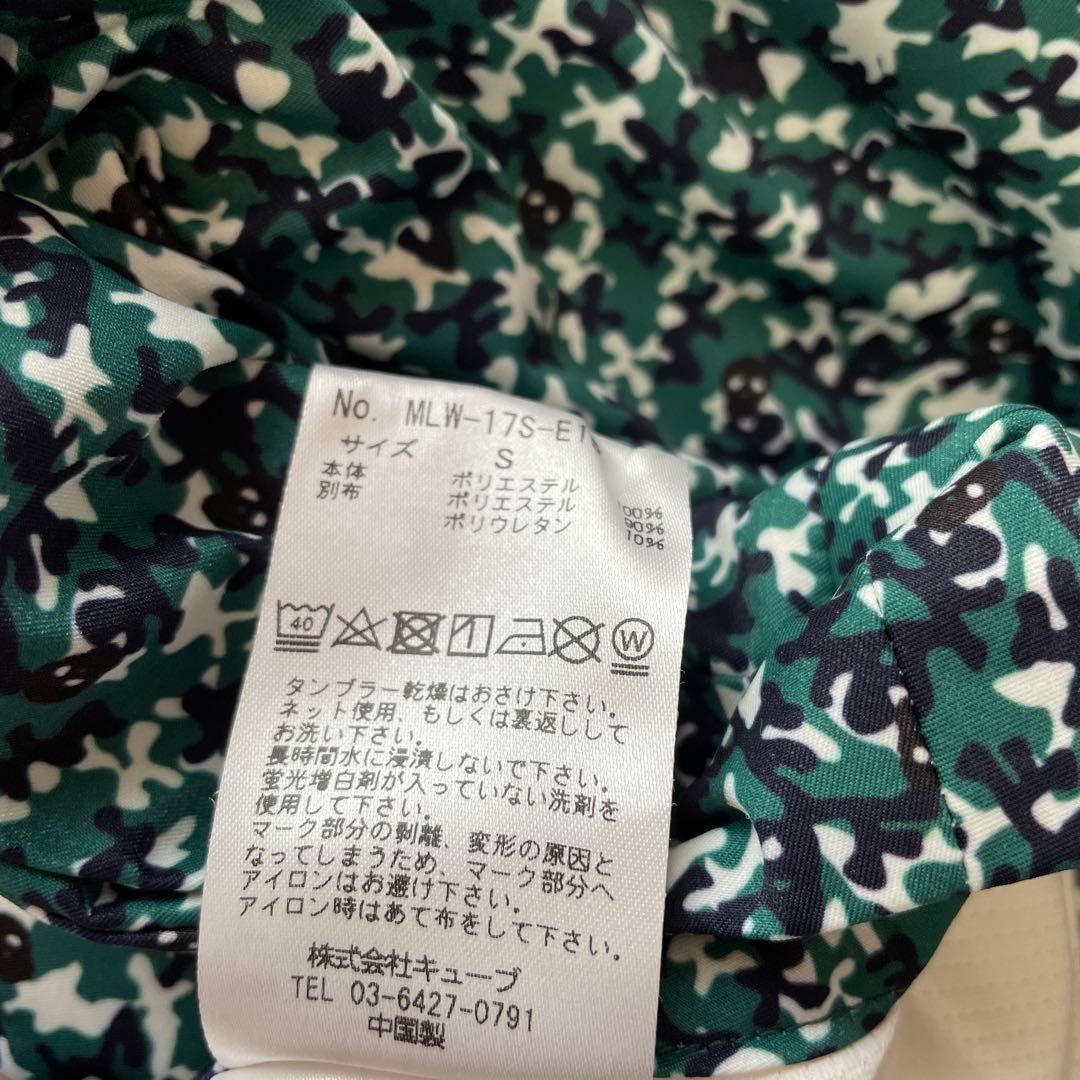 No. MLW-17S-E1
サイズ S
本体 ポリエステル 100%
別布 ポリエステル 90%
ポリウレタン 10%
40 W
タンブラー乾燥はおさけ下さい。
ネット使用、もしくは裏返しして
お洗い下さい。
長時間水に浸漬しないで下さい。
蛍光増白剤が入っていない洗剤を
使用して下さい。
マーク部分の剥離、変形の原因と
なってしまうため、マーク部分へ
アイロンはお避け下さい。
アイロン時はあて布をして下さい。
株式会社キューブ
TEL 03-6427-0791
中国製